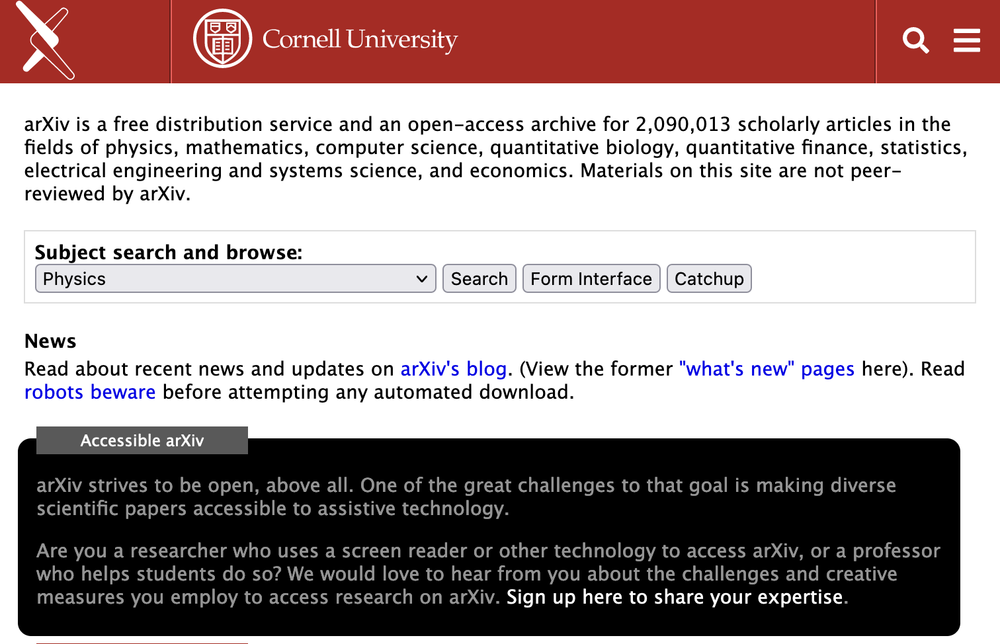 Cornell University
arXiv is a free distribution service and an open-access archive for 2,090,013 scholarly articles in the
fields of physics, mathematics, computer science, quantitative biology, quantitative finance, statistics,
electrical engineering and systems science, and economics. Materials on this site are not peer-
reviewed by arXiv.
Subject search and browse:
Physics Search Form Interface Catchup
News
Read about recent news and updates on arXiv's blog. (View the former "what's new" pages here). Read
robots beware before attempting any automated download.
Accessible arXiv
arXiv strives to be open, above all. One of the great challenges to that goal is making diverse
scientific papers accessible to assistive technology.
Are you a researcher who uses a screen reader or other technology to access arXiv, or a professor
who helps students do so? We would love to hear from you about the challenges and creative
measures you employ to access research on arXiv. Sign up here to share your expertise.